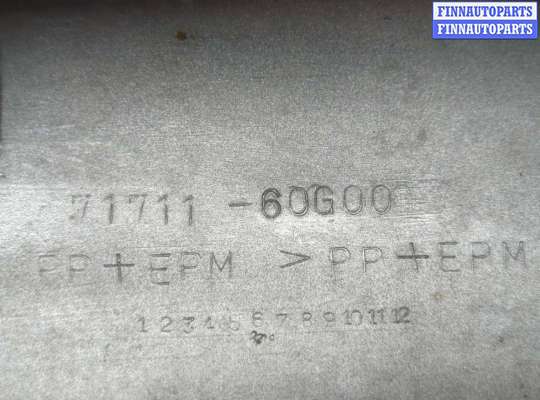 FINNAUTOPARTS
FINNAUTOPARTS
71711-60G00
PP+EPM > PP+EPM
1 2 3 4 5 6 7 8 9 10 11 12